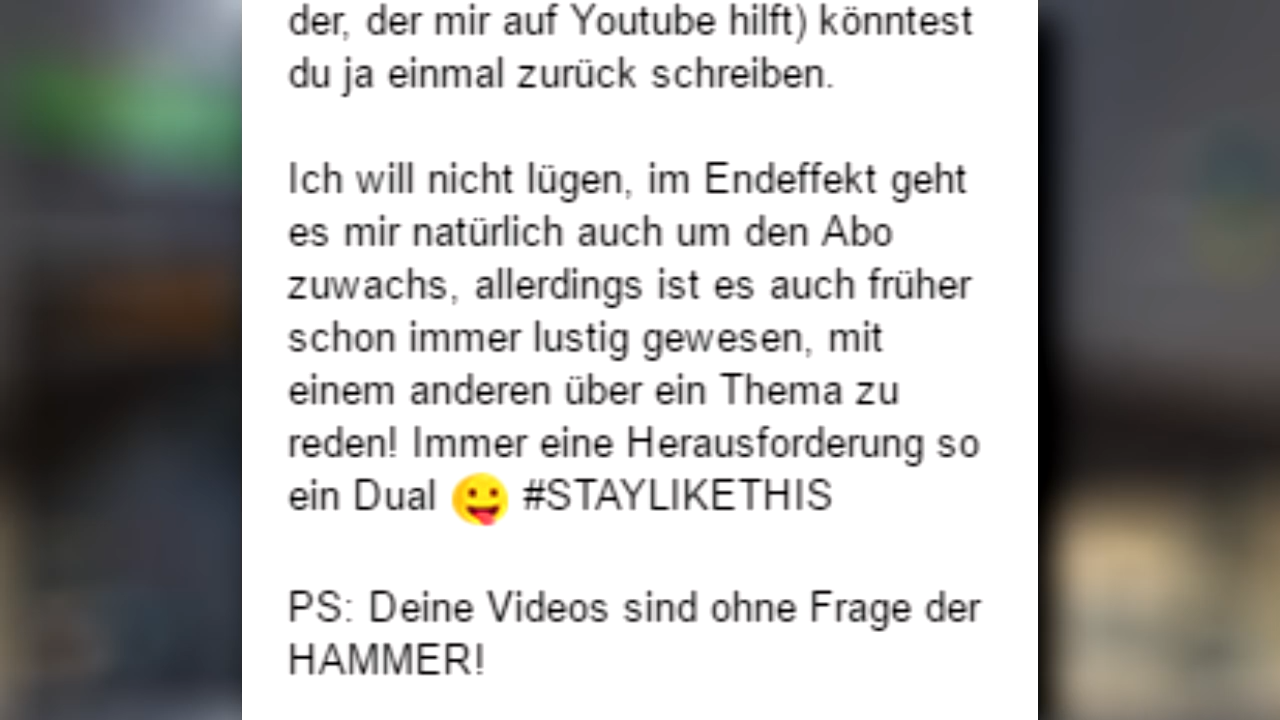 der, der mir auf Youtube hilft) könntest
du ja einmal zurück schreiben.
Ich will nicht lügen, im Endeffekt geht
es mir natürlich auch um den Abo
zuwachs, allerdings ist es auch früher
schon immer lustig gewesen, mit
einem anderen über ein Thema zu
reden! Immer eine Herausforderung so
ein Dual 😛 #STAYLIKETHIS
PS: Deine Videos sind ohne Frage der
HAMMER!